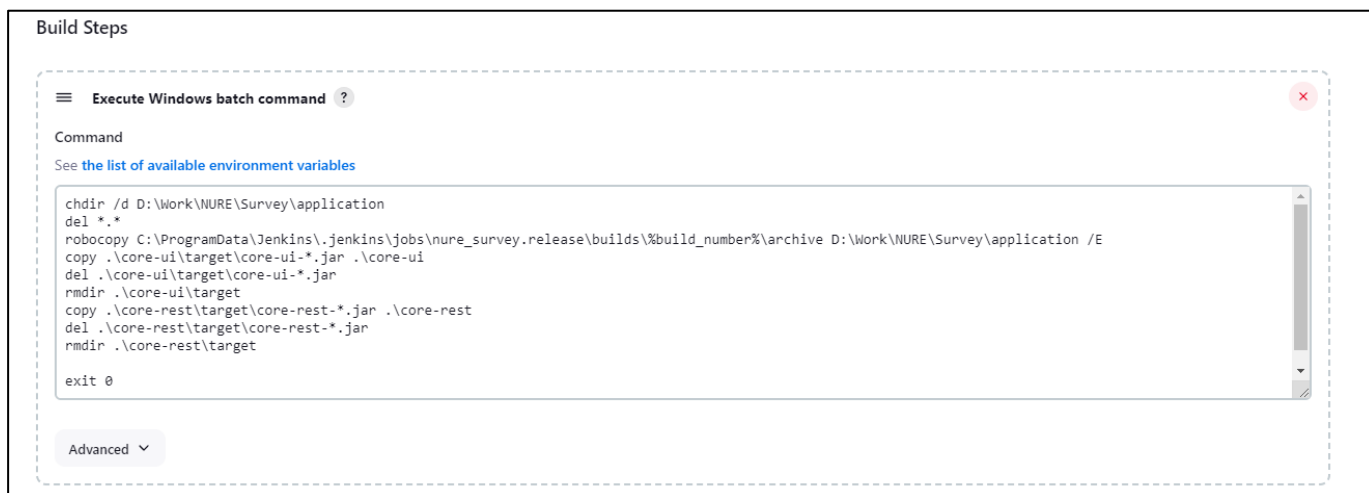 Build Steps
Execute Windows batch command ?
Command
See the list of available environment variables
chdir /d D:\Work\NURE\Survey\application
del *.*
robocopy C:\ProgramData\Jenkins\.jenkins\jobs\nure_survey.release\builds\%build_number%\archive D:\Work\NURE\Survey\application /E
copy .\core-ui\target\core-ui-*.jar .\core-ui
del .\core-ui\target\core-ui-*.jar
rmdir .\core-ui\target
copy .\core-rest\target\core-rest-*.jar .\core-rest
del .\core-rest\target\core-rest-*.jar
rmdir .\core-rest\target
exit 0
Advanced